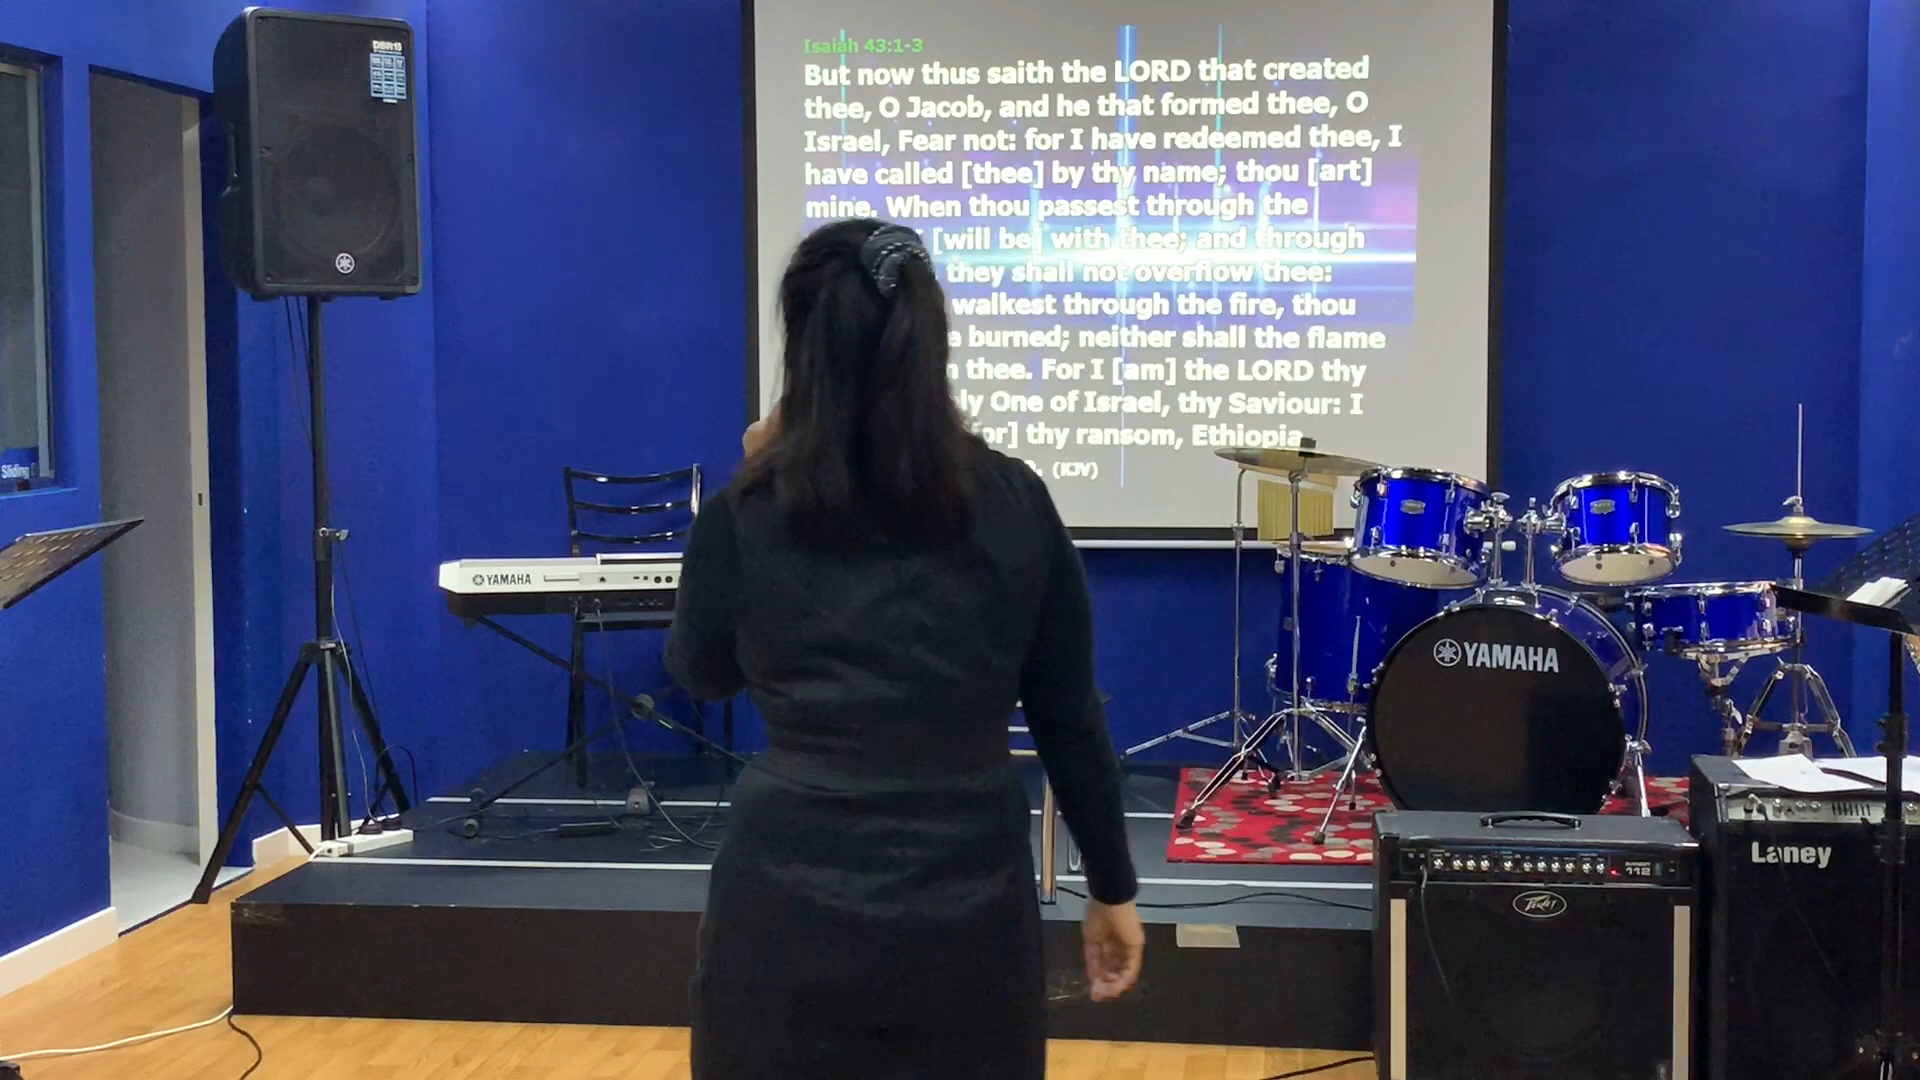 Isaiah 43:1-3
But now thus saith the LORD that created
thee, O Jacob, and he that formed thee, O
Israel, Fear not: for I have redeemed thee, I
have called [thee] by thy name; thou [art]
mine. When thou passest through the
[will be] with thee; and through
they shall not overflow thee:
walkest through the fire, thou
burned; neither shall the flame
thee. For I [am] the LORD thy
One of Israel, thy Saviour: I
thy ransom, Ethiopia
(KJV)
DBR15
Sliding
YAMAHA
YAMAHA
Laney
112
Peavey